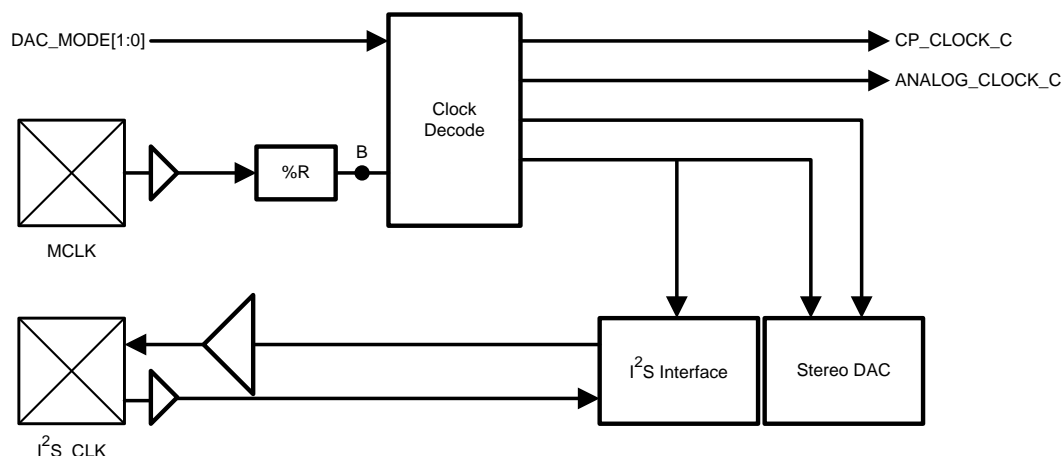 DAC_MODE[1:0]
CP_CLOCK_C
ANALOG_CLOCK_C
Clock
Decode
B
%R
MCLK
I²S Interface
Stereo DAC
I²S_CLK